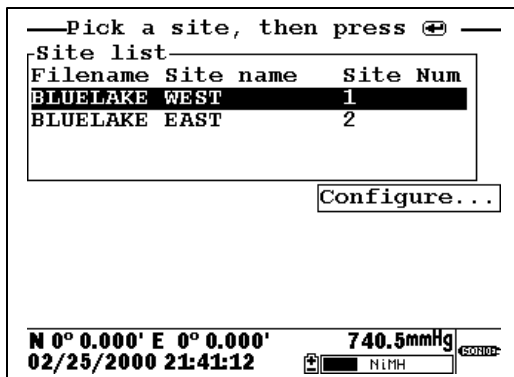 Pick a site, then press
Site list
Filename Site name Site Num
BLUELAKE WEST 1
BLUELAKE EAST 2
Configure...
N 0° 0.000' E 0° 0.000' 740.5mmHg
SONDE
02/25/2000 21:41:12 NiMH